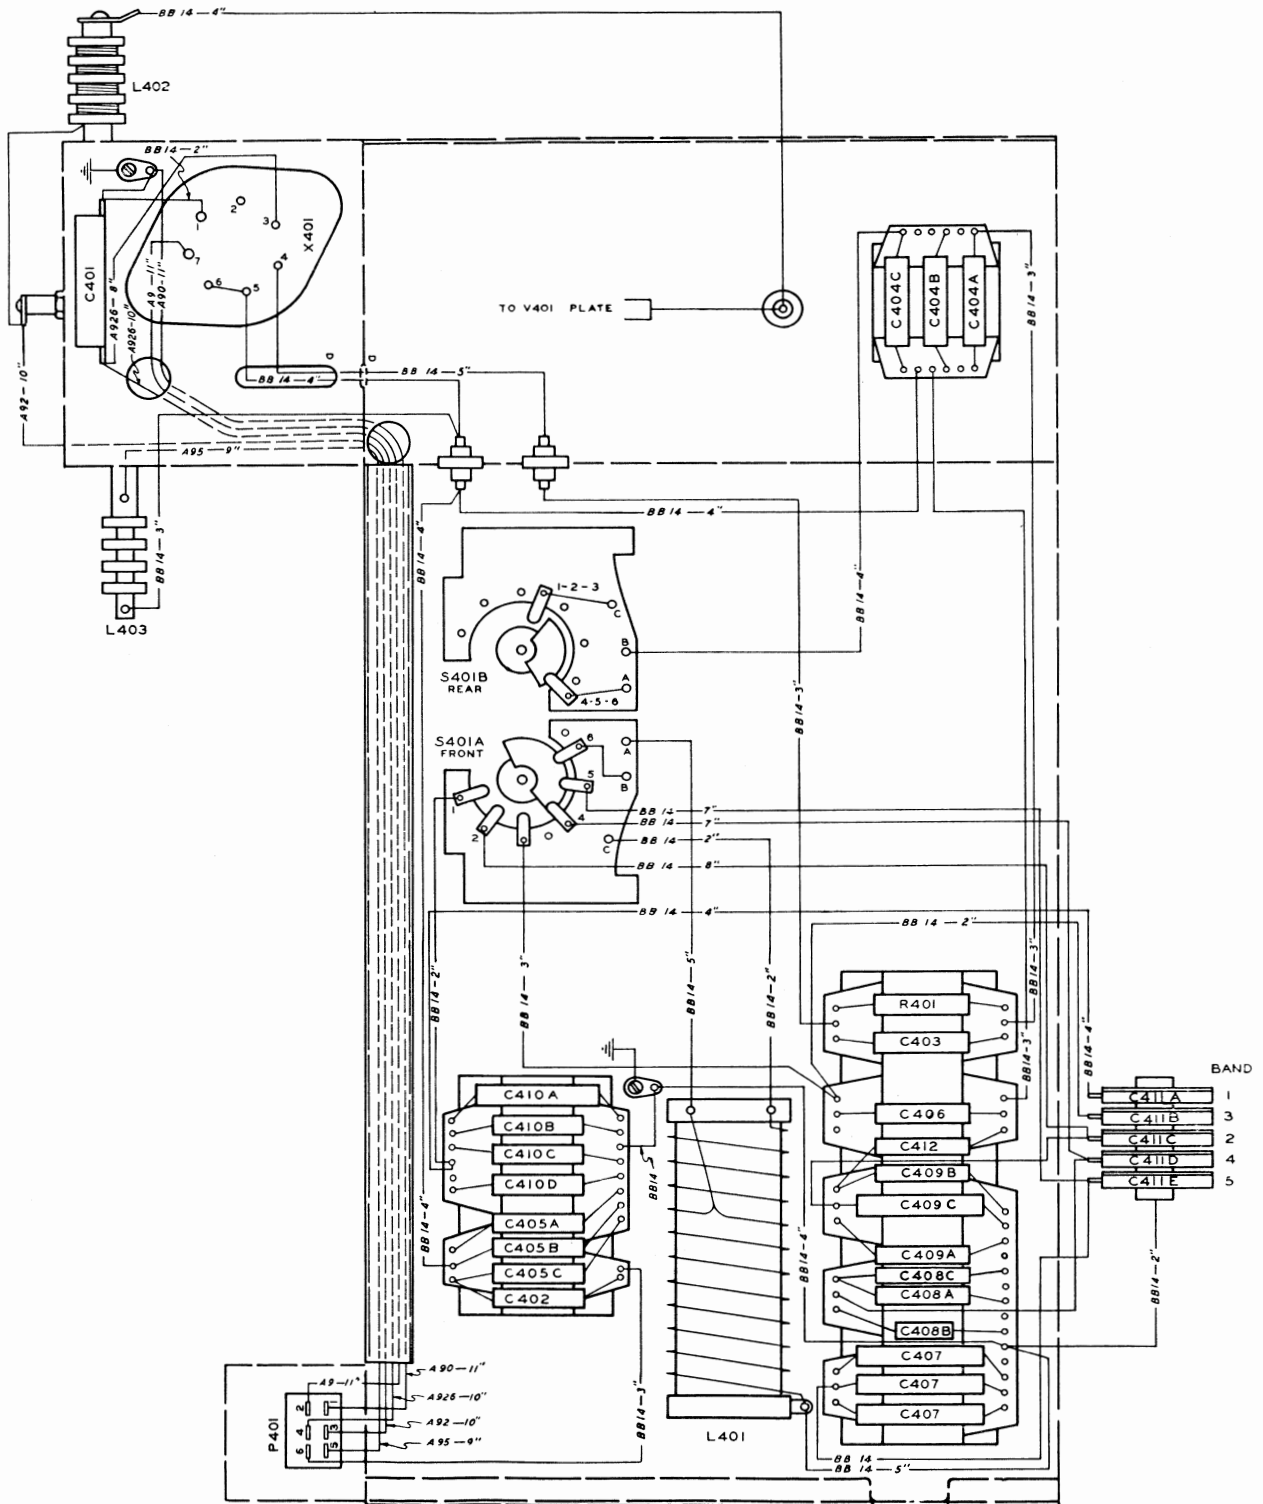 BB 14 — 4"
L402
BB 14 — 2"
2
1
3
X401
7
4
6
5
C401
A926 - 8"
A926-10"
A9 - 11"
A90-11"
A92 -10"
TO V401 PLATE
C404C
C404B
C404A
BB 14 - 3"
BB 14 — 5"
BB 14 — 4"
A95 — 9"
BB 14 — 4"
BB 14 — 3"
BB 14 — 4"
BB 14 — 4"
L403
1 - 2 - 3
C
B
A
S401B
REAR
4 - 5 - 6
BB 14 — 3"
S401A
FRONT
6
A
5
B
1
2
4
C
BB 14 — 7"
BB 14 — 7"
BB 14 — 2"
BB 14 — 8"
BB 14 — 4"
BB 14 — 2"
BB 14 — 2"
BB 14 — 3"
BB 14 — 5"
BB 14 — 2"
BB 14 — 3"
BB 14 — 3"
BB 14 — 4"
R401
C403
C406
C412
C409B
C409C
C409A
C408C
C408A
C408B
C407
C407
C407
BAND
C411A 1
C411B 3
C411C 2
C411D 4
C411E 5
BB 14 — 2"
C410A
C410B
C410C
C410D
C405A
C405B
C405C
C402
BB 14
BB 14 — 4"
BB 14 — 4"
L401
BB 14 — 3"
A90 — 11"
A9 — 11"
A926 — 10"
A92 — 10"
A95 — 9"
P401
2
1
4
3
6
5
BB 14
BB 14 — 5"